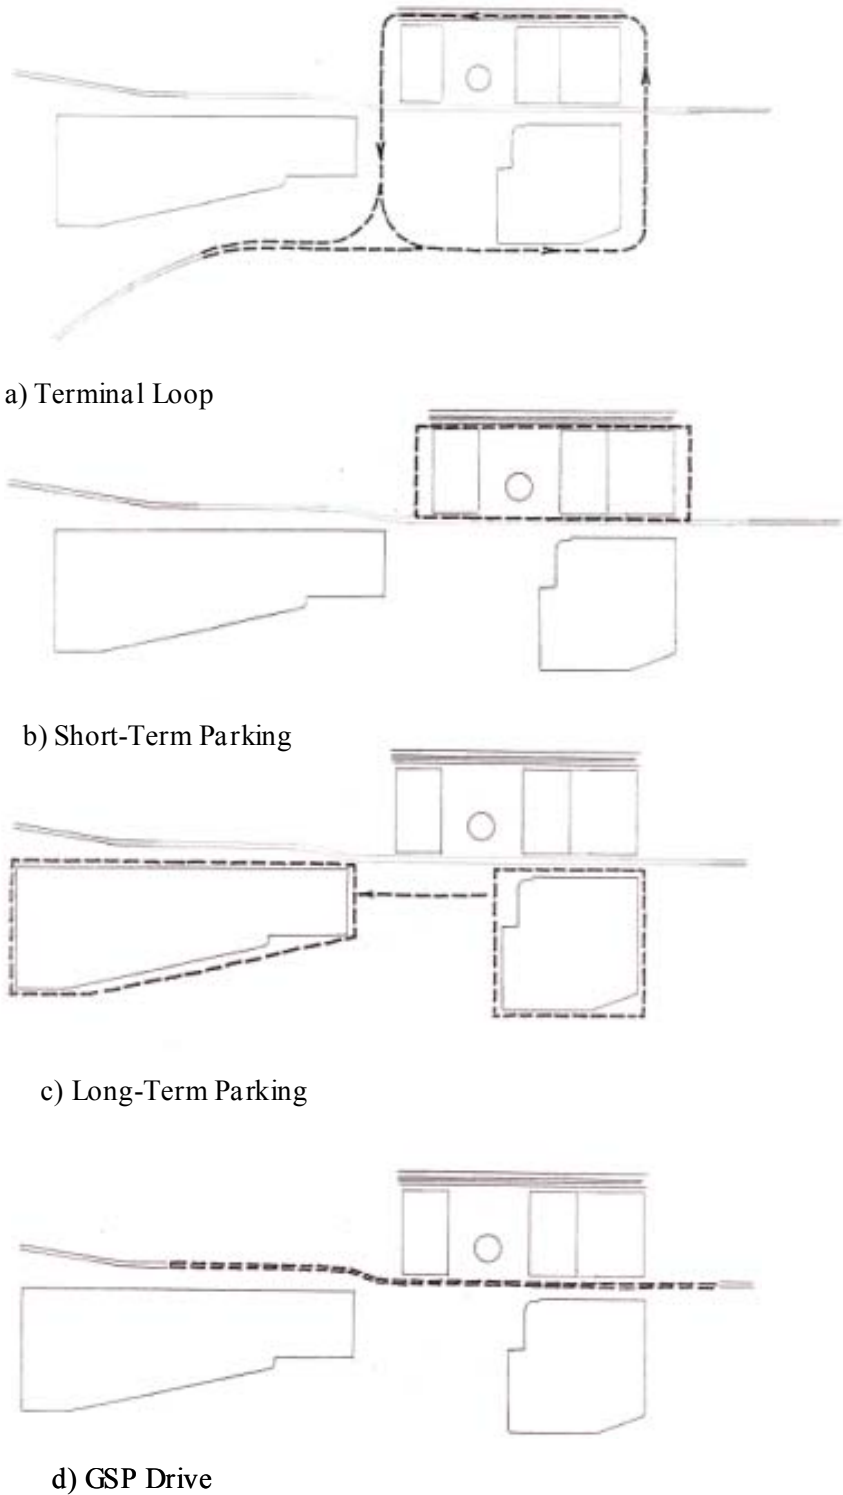 a) Terminal Loop
b) Short-Term Parking
c) Long-Term Parking
d) GSP Drive